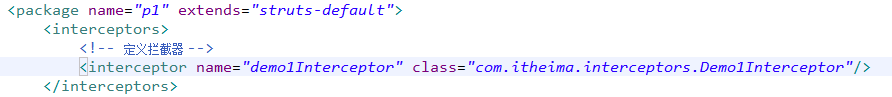 <package name="p1" extends="struts-default">
<interceptors>
<!-- 定义拦截器 -->
<interceptor name="demo1Interceptor" class="com.itheima.interceptors.Demo1Interceptor"/>
</interceptors>